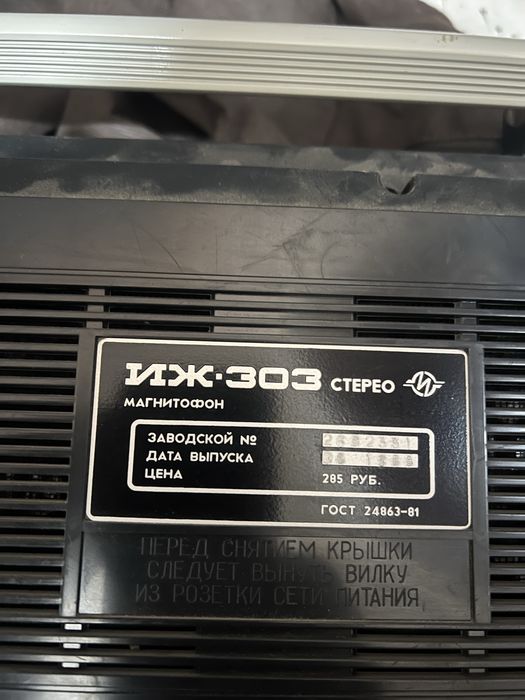 ИЖ·303 СТЕРЕО
МАГНИТОФОН
ЗАВОДСКОЙ №
ДАТА ВЫПУСКА
ЦЕНА 285 РУБ.
ГОСТ 24863-81
ПЕРЕД СНЯТИЕМ КРЫШКИ
СЛЕДУЕТ ВЫНУТЬ ВИЛКУ
ИЗ РОЗЕТКИ СЕТИ ПИТАНИЯ